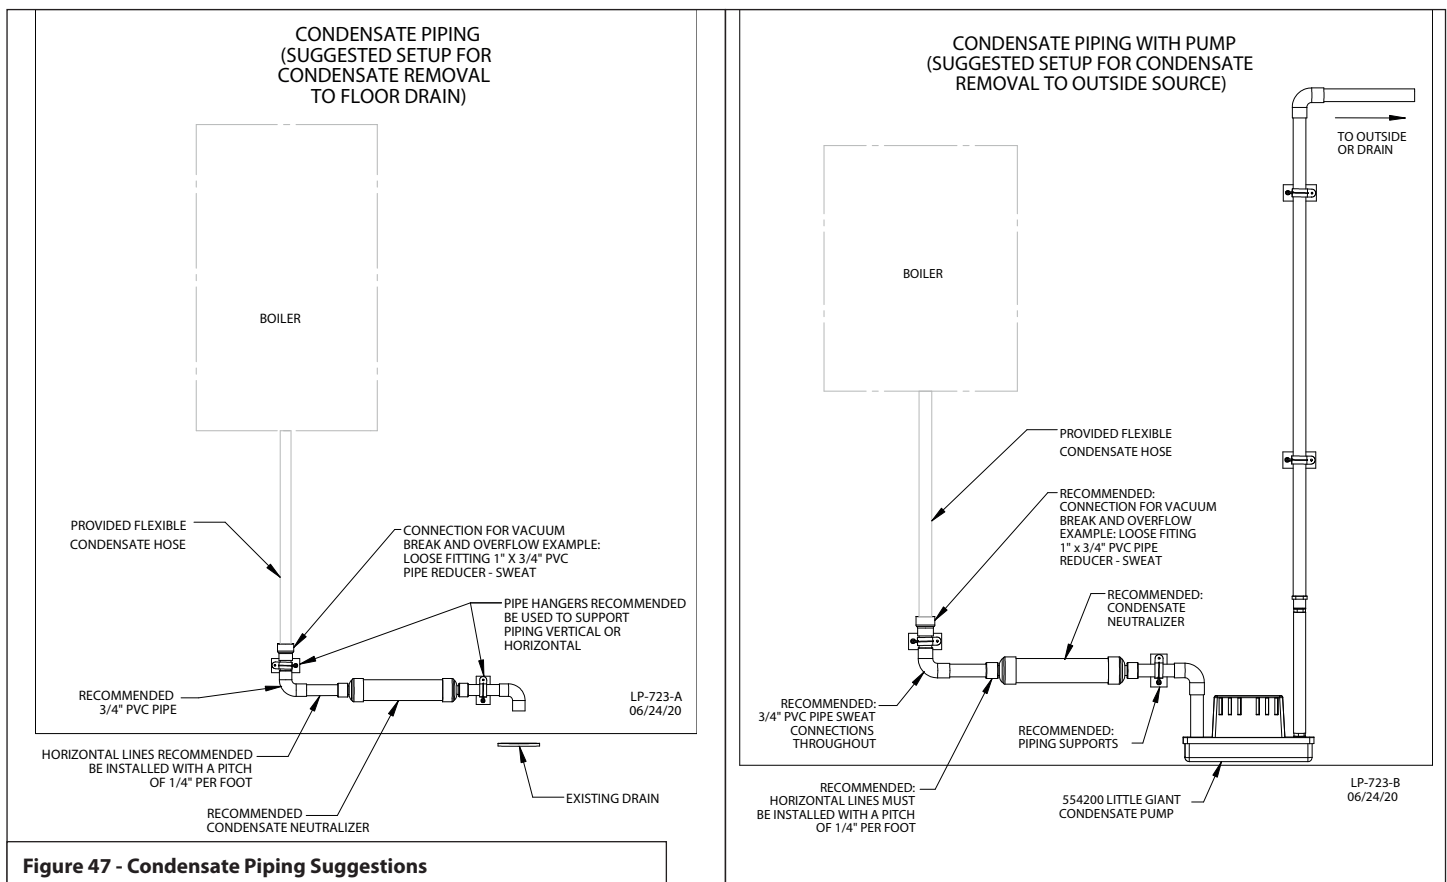 CONDENSATE PIPING
(SUGGESTED SETUP FOR
CONDENSATE REMOVAL
TO FLOOR DRAIN)
BOILER
PROVIDED FLEXIBLE
CONDENSATE HOSE
CONNECTION FOR VACUUM
BREAK AND OVERFLOW EXAMPLE:
LOOSE FITTING 1" X 3/4" PVC
PIPE REDUCER - SWEAT
PIPE HANGERS RECOMMENDED
BE USED TO SUPPORT
PIPING VERTICAL OR
HORIZONTAL
RECOMMENDED
3/4" PVC PIPE
LP-723-A
06/24/20
HORIZONTAL LINES RECOMMENDED
BE INSTALLED WITH A PITCH
OF 1/4" PER FOOT
EXISTING DRAIN
RECOMMENDED
CONDENSATE NEUTRALIZER
Figure 47 - Condensate Piping Suggestions
CONDENSATE PIPING WITH PUMP
(SUGGESTED SETUP FOR CONDENSATE
REMOVAL TO OUTSIDE SOURCE)
TO OUTSIDE
OR DRAIN
BOILER
PROVIDED FLEXIBLE
CONDENSATE HOSE
RECOMMENDED:
CONNECTION FOR VACUUM
BREAK AND OVERFLOW
EXAMPLE: LOOSE FITING
1" x 3/4" PVC PIPE
REDUCER - SWEAT
RECOMMENDED:
CONDENSATE
NEUTRALIZER
RECOMMENDED:
3/4" PVC PIPE SWEAT
CONNECTIONS
THROUGHOUT
RECOMMENDED:
PIPING SUPPORTS
RECOMMENDED:
HORIZONTAL LINES MUST
BE INSTALLED WITH A PITCH
OF 1/4" PER FOOT
554200 LITTLE GIANT
CONDENSATE PUMP
LP-723-B
06/24/20